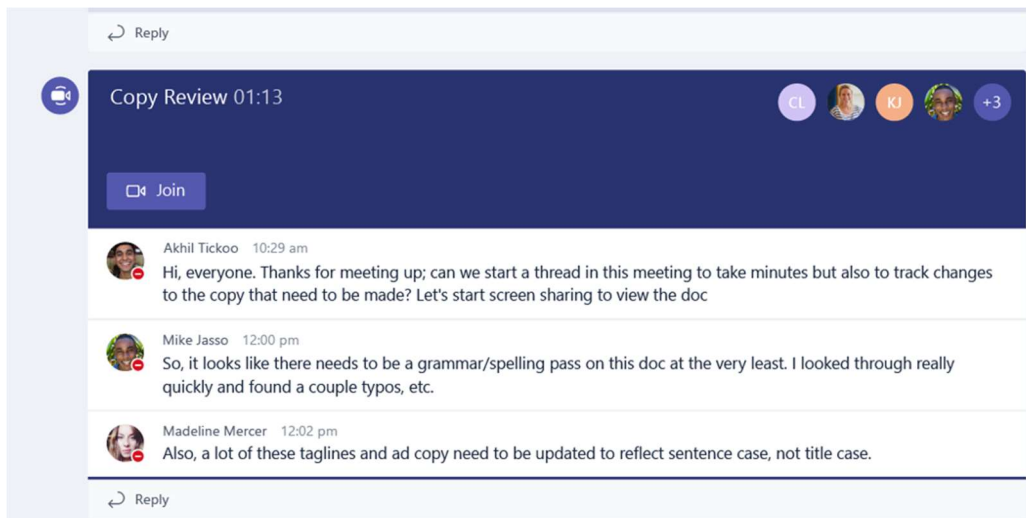 Reply
Copy Review 01:13
CL
KJ
+3
Join
Akhil Tickoo 10:29 am
Hi, everyone. Thanks for meeting up; can we start a thread in this meeting to take minutes but also to track changes
to the copy that need to be made? Let's start screen sharing to view the doc
Mike Jasso 12:00 pm
So, it looks like there needs to be a grammar/spelling pass on this doc at the very least. I looked through really
quickly and found a couple typos, etc.
Madeline Mercer 12:02 pm
Also, a lot of these taglines and ad copy need to be updated to reflect sentence case, not title case.
Reply